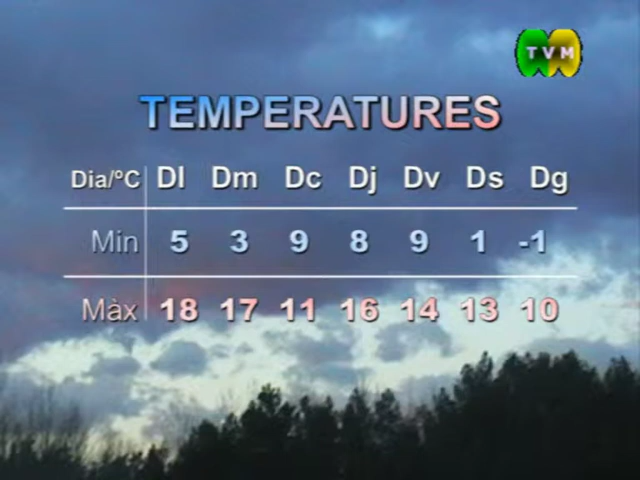 TVM
TEMPERATURES
Dia/ºC Dl Dm Dc Dj Dv Ds Dg
Min 5 3 9 8 9 1 -1
Màx 18 17 11 16 14 13 10